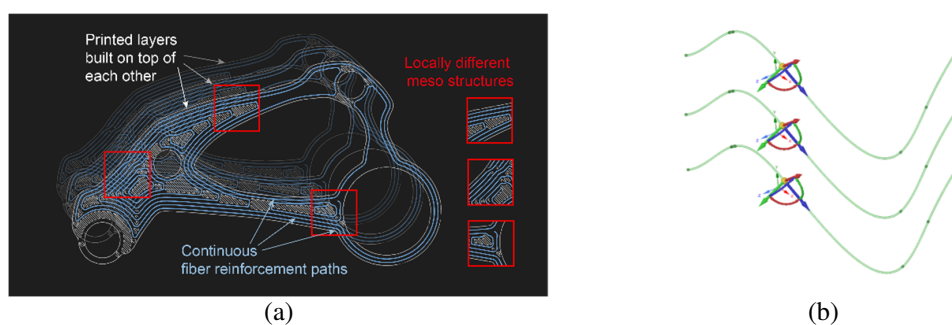 Printed layers
built on top of
each other
Locally different
meso structures
Continuous
fiber reinforcement paths
(a)
(b)